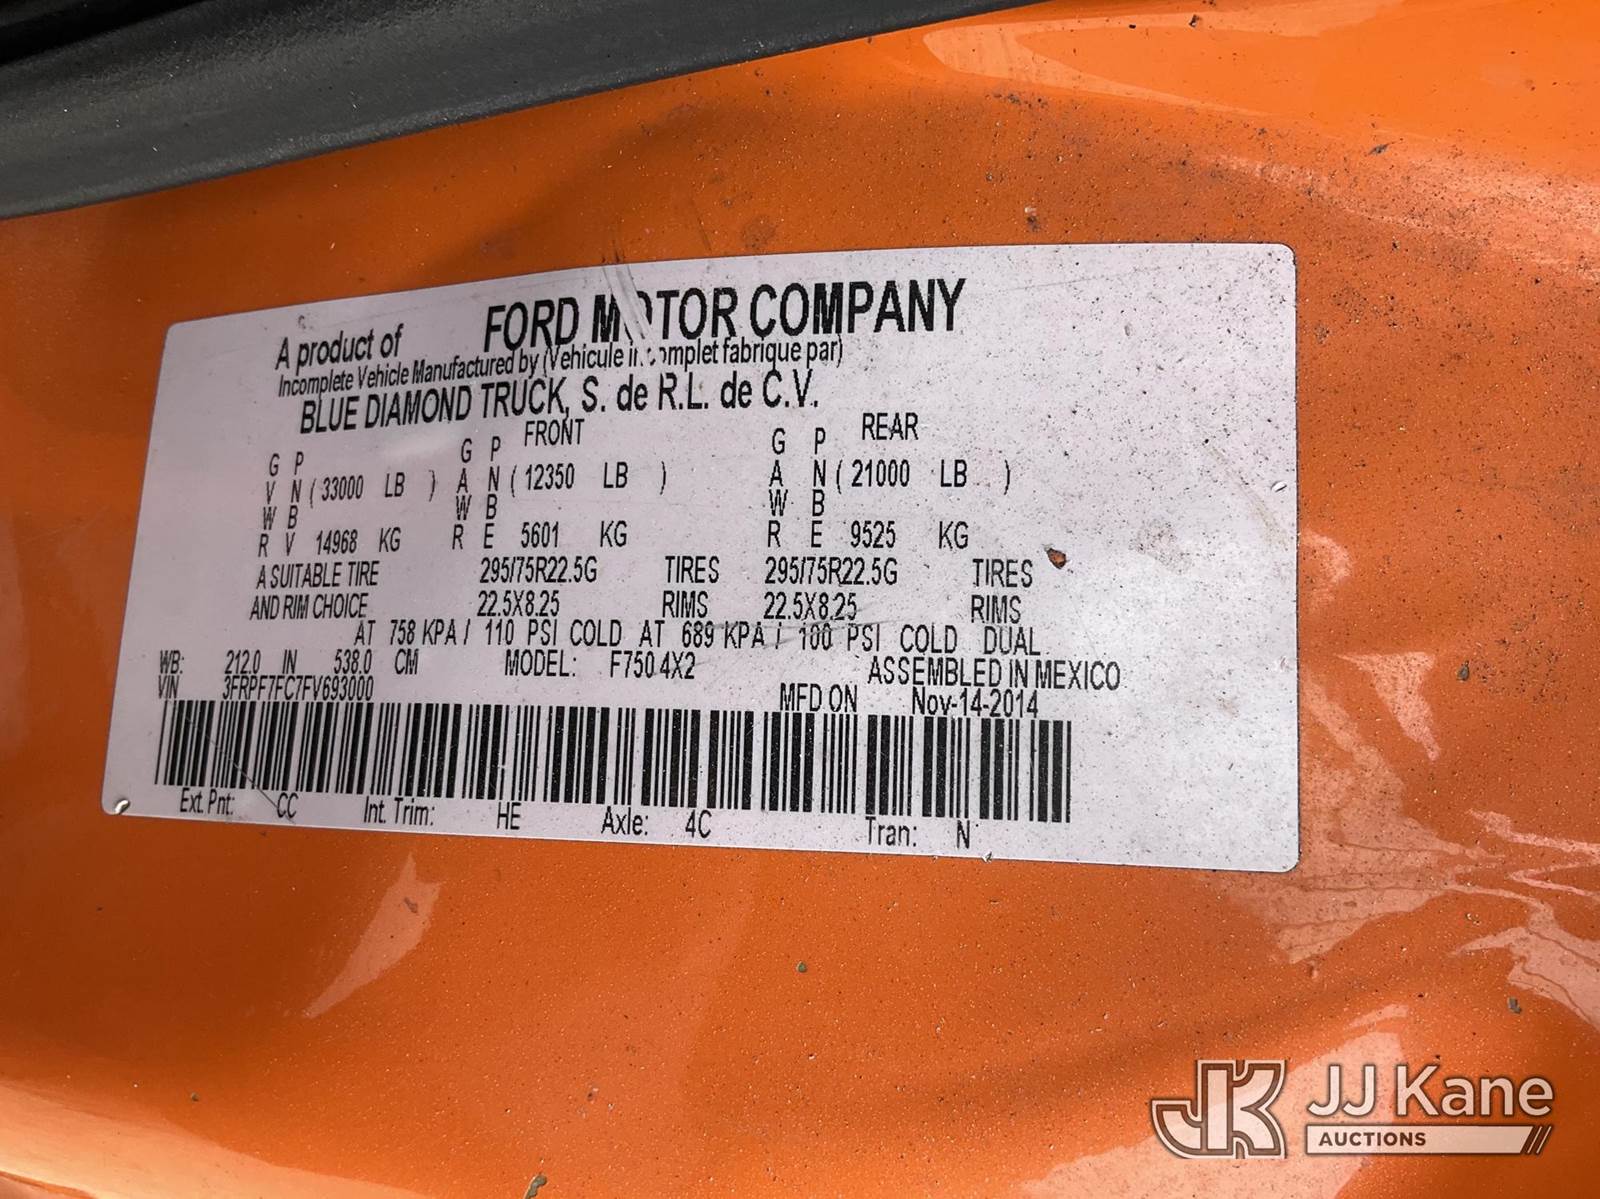 A product of FORD MOTOR COMPANY
Incomplete Vehicle Manufactured by (Vehicule incomplet fabrique par)
BLUE DIAMOND TRUCK, S. de R.L. de C.V.
FRONT REAR
G P G P G P
V N ( 33000 LB ) A N ( 12350 LB ) A N ( 21000 LB )
W B W B W B
R V 14968 KG R E 5601 KG R E 9525 KG
A SUITABLE TIRE 295/75R22.5G TIRES 295/75R22.5G TIRES
AND RIM CHOICE 22.5X8.25 RIMS 22.5X8.25 RIMS
AT 758 KPA / 110 PSI COLD AT 689 KPA / 100 PSI COLD DUAL
WB: 212.0 IN 538.0 CM MODEL: F750 4X2 ASSEMBLED IN MEXICO
VIN 3FRPF7FC7FV693000 MFD ON Nov-14-2014
Ext. Pnt: CC Int. Trim: HE Axle: 4C Tran: N
JK JJ Kane
AUCTIONS